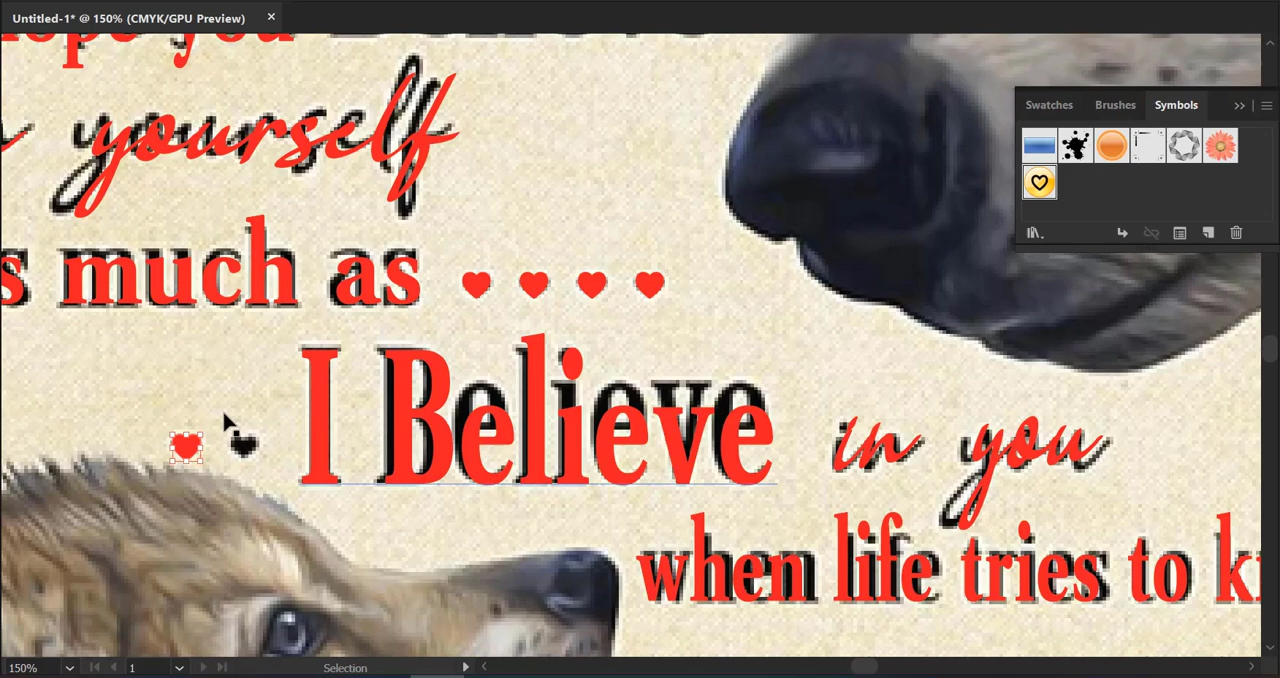 Untitled-1* @ 150% (CMYK/GPU Preview)
you
yourself
Swatches Brushes Symbols
much as
I Believe
in you
when life tries to
150% 1 Selection